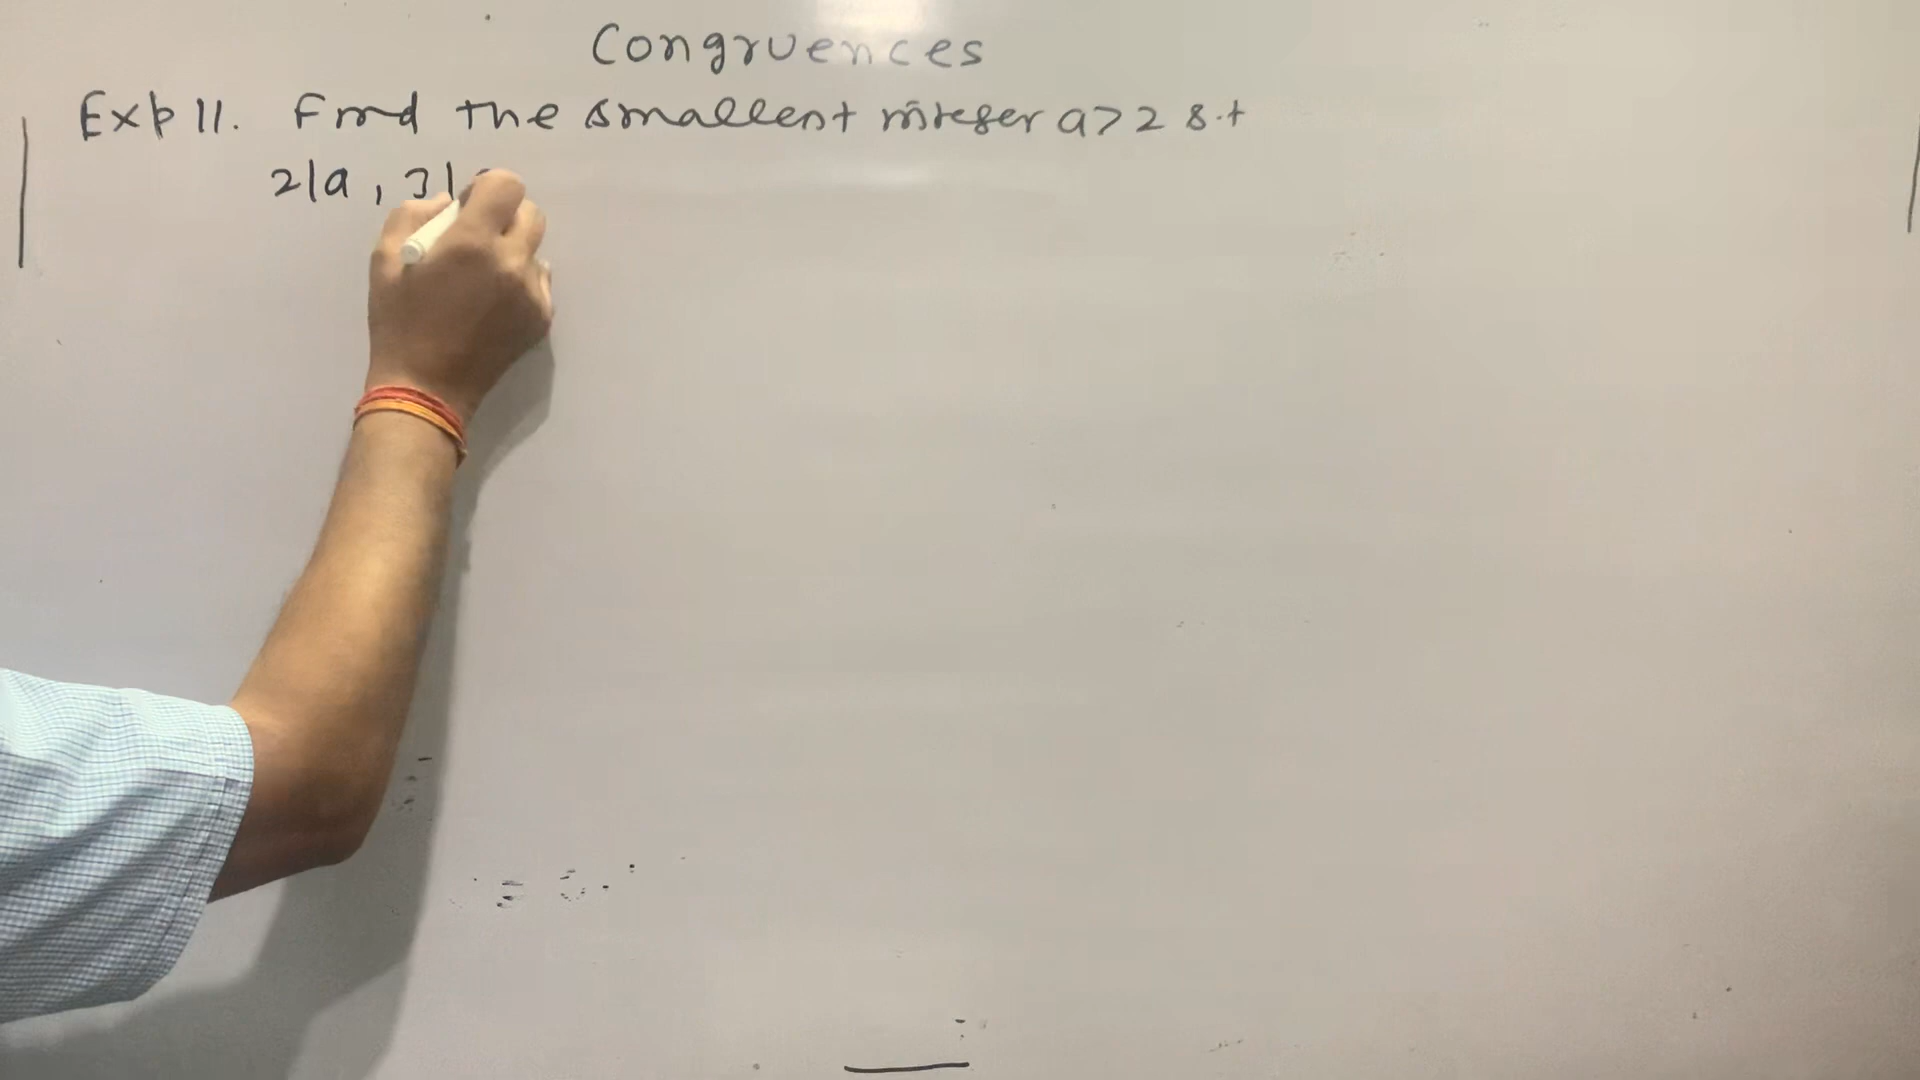 Congruences
Exp 11. Find the smallest integer a>2 s.t
2|a, 3|